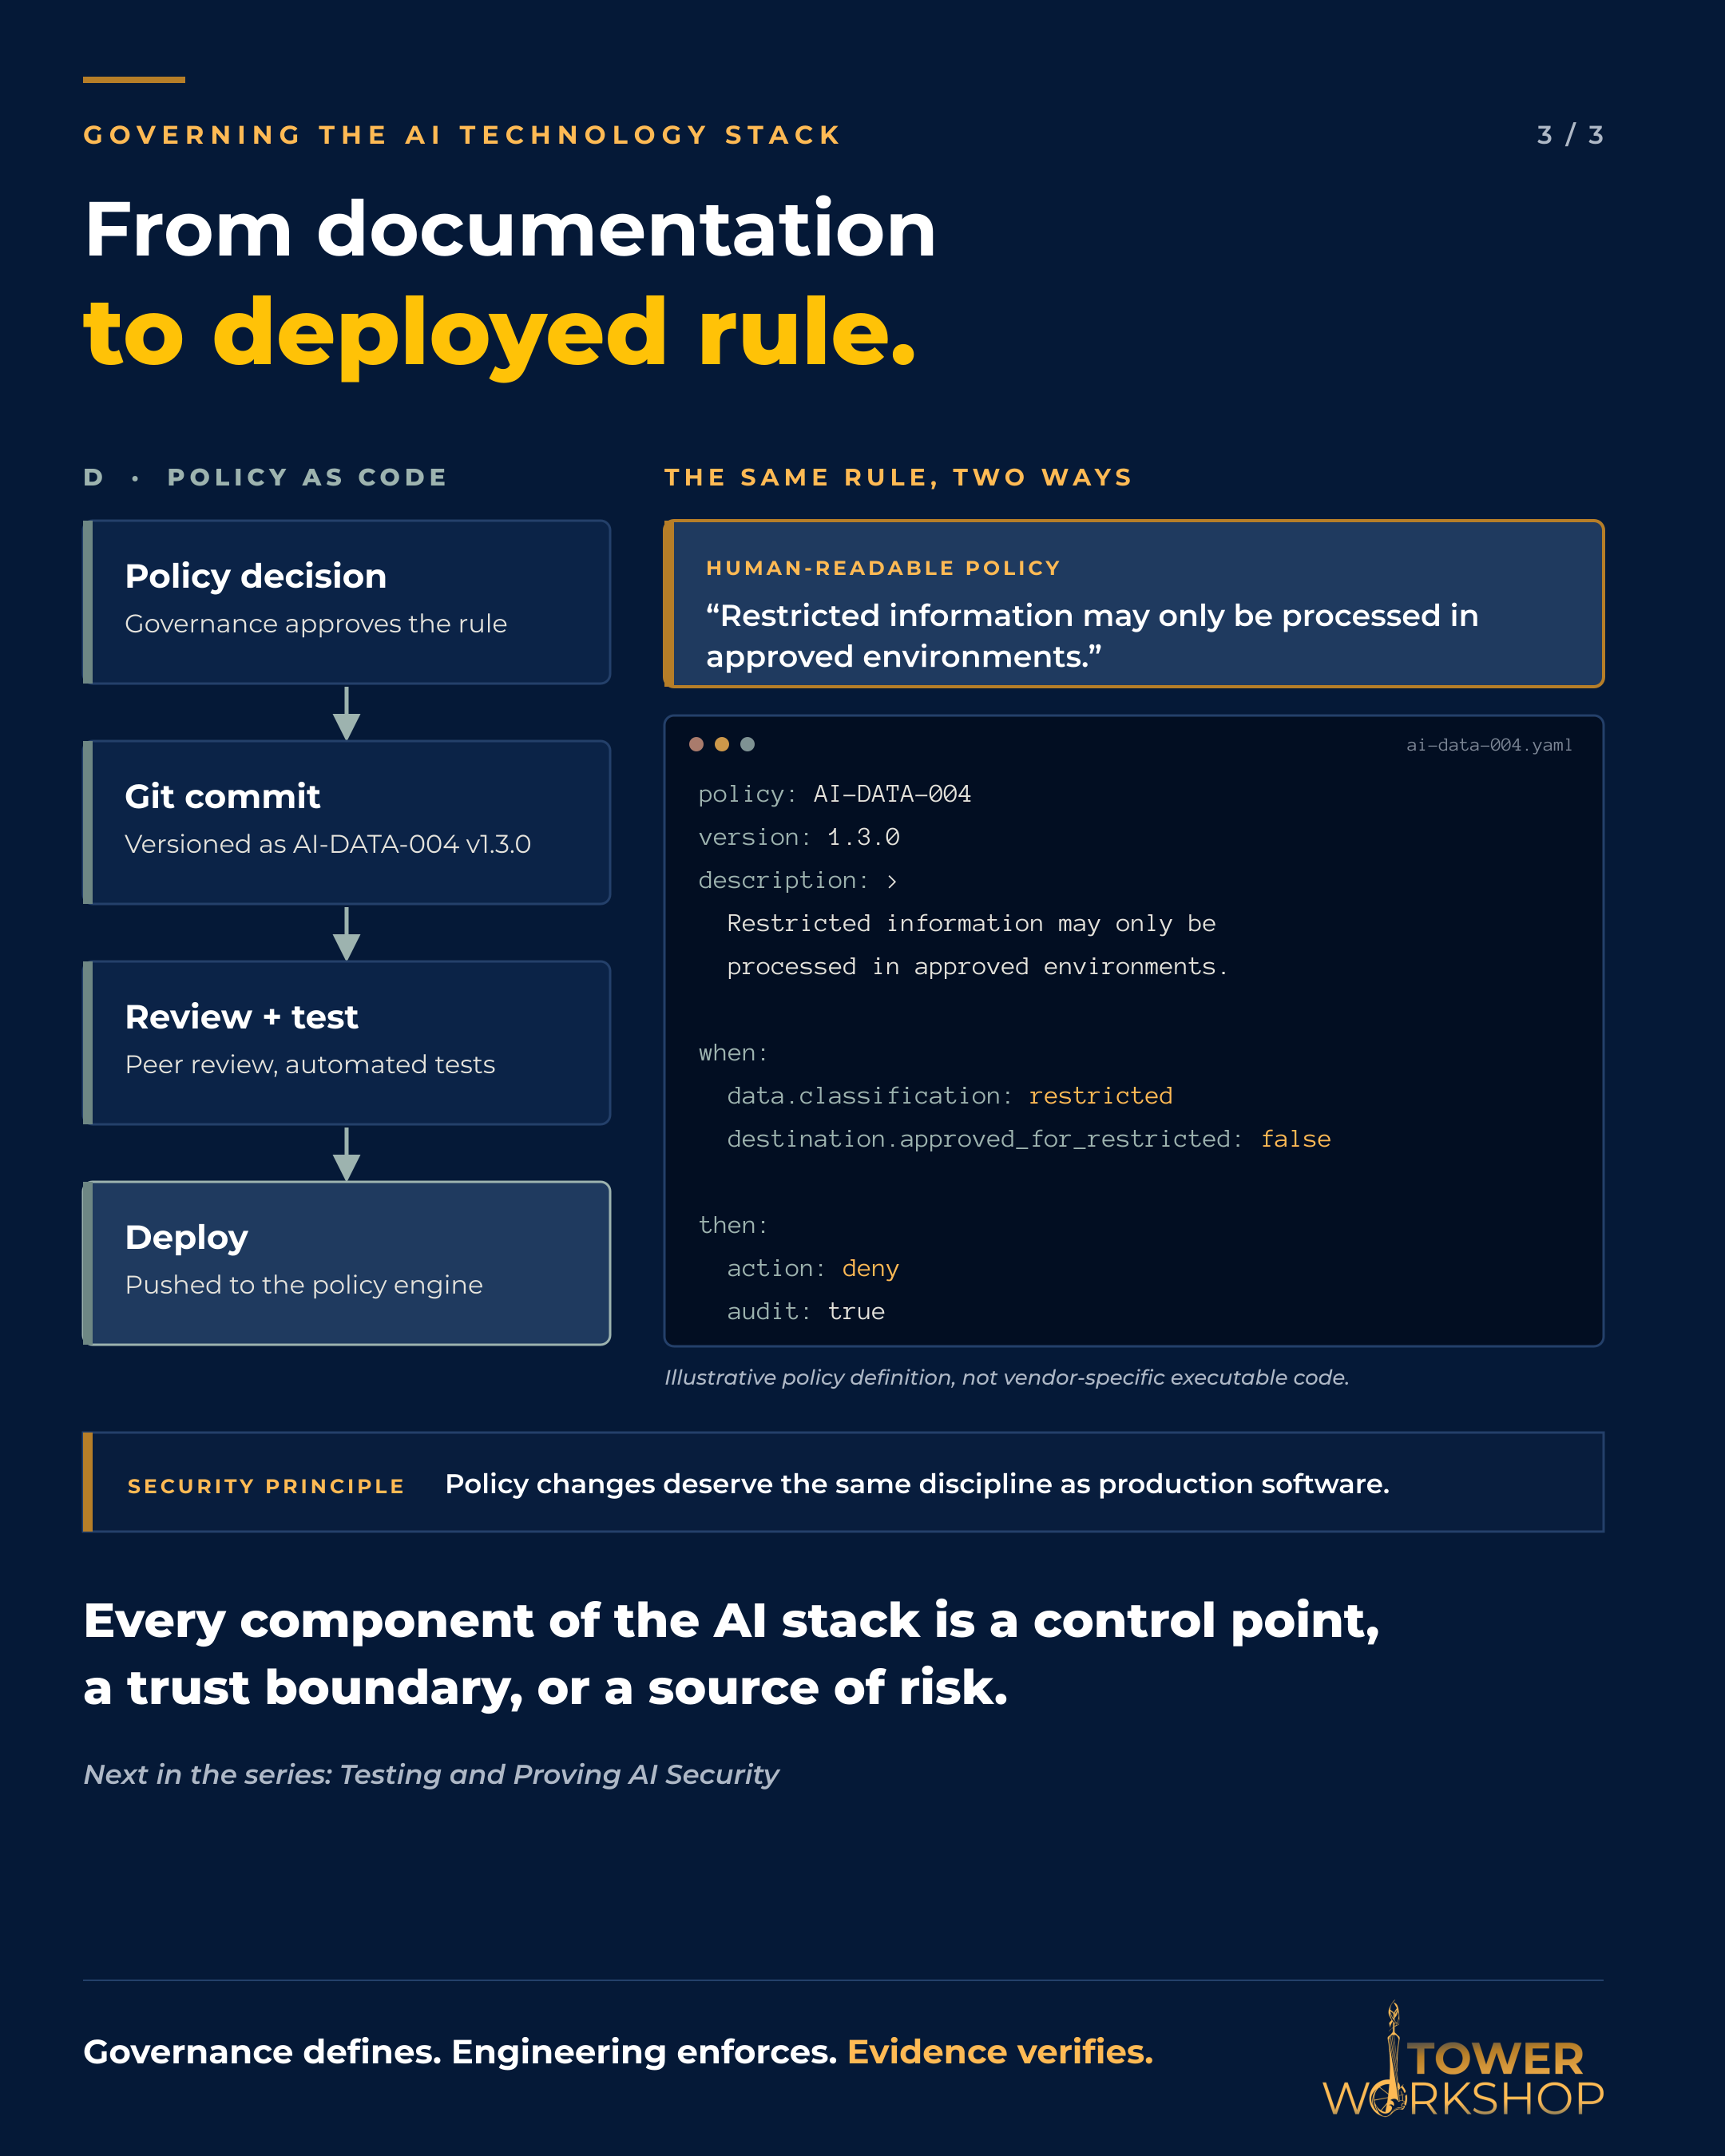 GOVERNING THE AI TECHNOLOGY STACK
3 / 3
From documentation
to deployed rule.
D · POLICY AS CODE
Policy decision
Governance approves the rule
Git commit
Versioned as AI-DATA-004 v1.3.0
Review + test
Peer review, automated tests
Deploy
Pushed to the policy engine
THE SAME RULE, TWO WAYS
HUMAN-READABLE POLICY
“Restricted information may only be processed in
approved environments.”
ai-data-004.yaml
policy: AI-DATA-004
version: 1.3.0
description: >
  Restricted information may only be
  processed in approved environments.
when:
  data.classification: restricted
  destination.approved_for_restricted: false
then:
  action: deny
  audit: true
Illustrative policy definition, not vendor-specific executable code.
SECURITY PRINCIPLE Policy changes deserve the same discipline as production software.
Every component of the AI stack is a control point,
a trust boundary, or a source of risk.
Next in the series: Testing and Proving AI Security
Governance defines. Engineering enforces. Evidence verifies.
TOWER
WORKSHOP